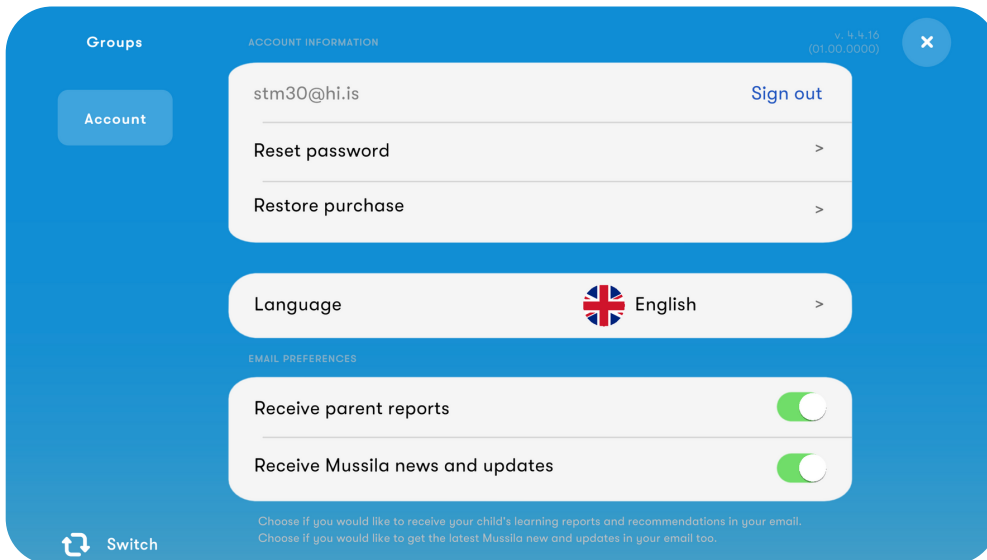 Groups
ACCOUNT INFORMATION
v. 4.4.16
(01.00.0000)
×
Account
stm30@hi.is
Sign out
Reset password
>
Restore purchase
>
Language
English
>
EMAIL PREFERENCES
Receive parent reports
Receive Mussila news and updates
Choose if you would like to receive your child's learning reports and recommendations in your email.
Choose if you would like to get the latest Mussila new and updates in your email too.
Switch